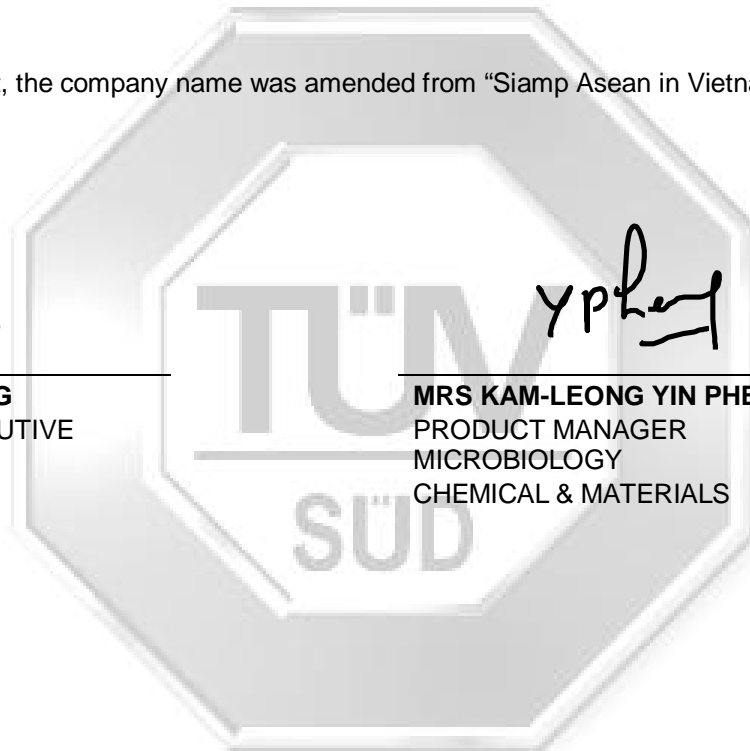 , the company name was amended from “Siamp Asean in Vietna
TÜV
SÜD
G
UTIVE
MRS KAM-LEONG YIN PHE
PRODUCT MANAGER
MICROBIOLOGY
CHEMICAL & MATERIALS